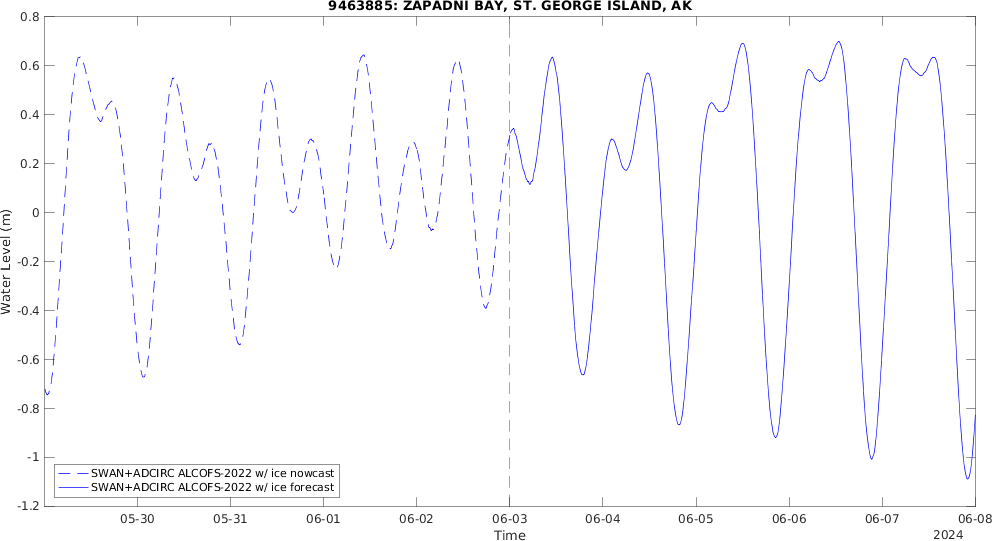 9463885: ZAPADNI BAY, ST. GEORGE ISLAND, AK
0.8
0.6
0.4
0.2
0
-0.2
-0.4
-0.6
-0.8
-1
-1.2
Water Level (m)
SWAN+ADCIRC ALCOFS-2022 w/ ice nowcast
SWAN+ADCIRC ALCOFS-2022 w/ ice forecast
05-30 05-31 06-01 06-02 06-03 06-04 06-05 06-06 06-07 06-08
Time
2024